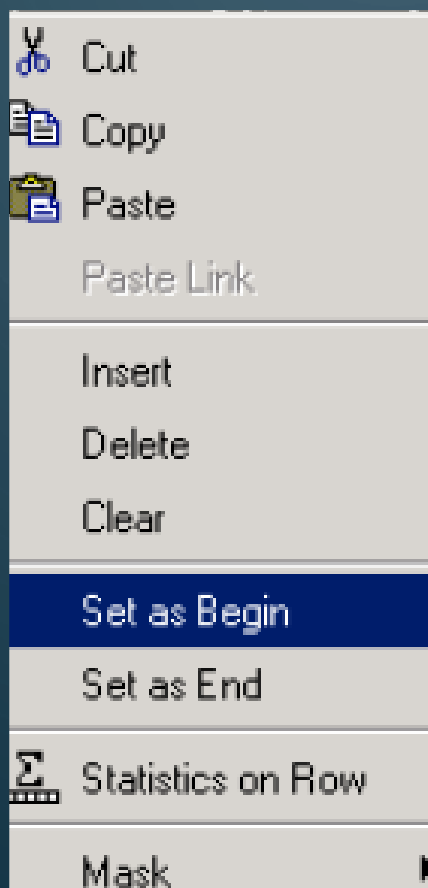 Cut
Copy
Paste
Paste Link
Insert
Delete
Clear
Set as Begin
Set as End
Statistics on Row
Mask